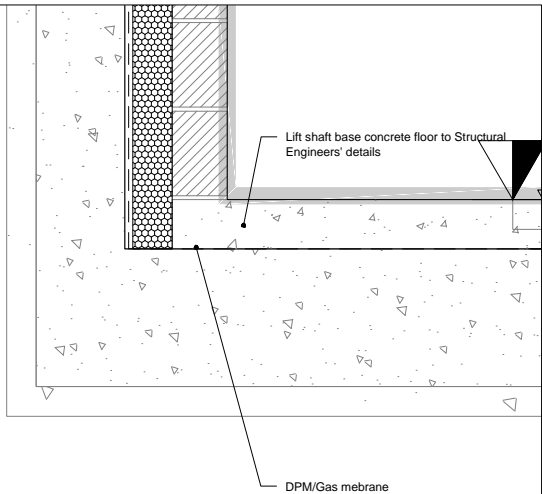 Lift shaft base concrete floor to Structural
Engineers' details
DPM/Gas mebrane